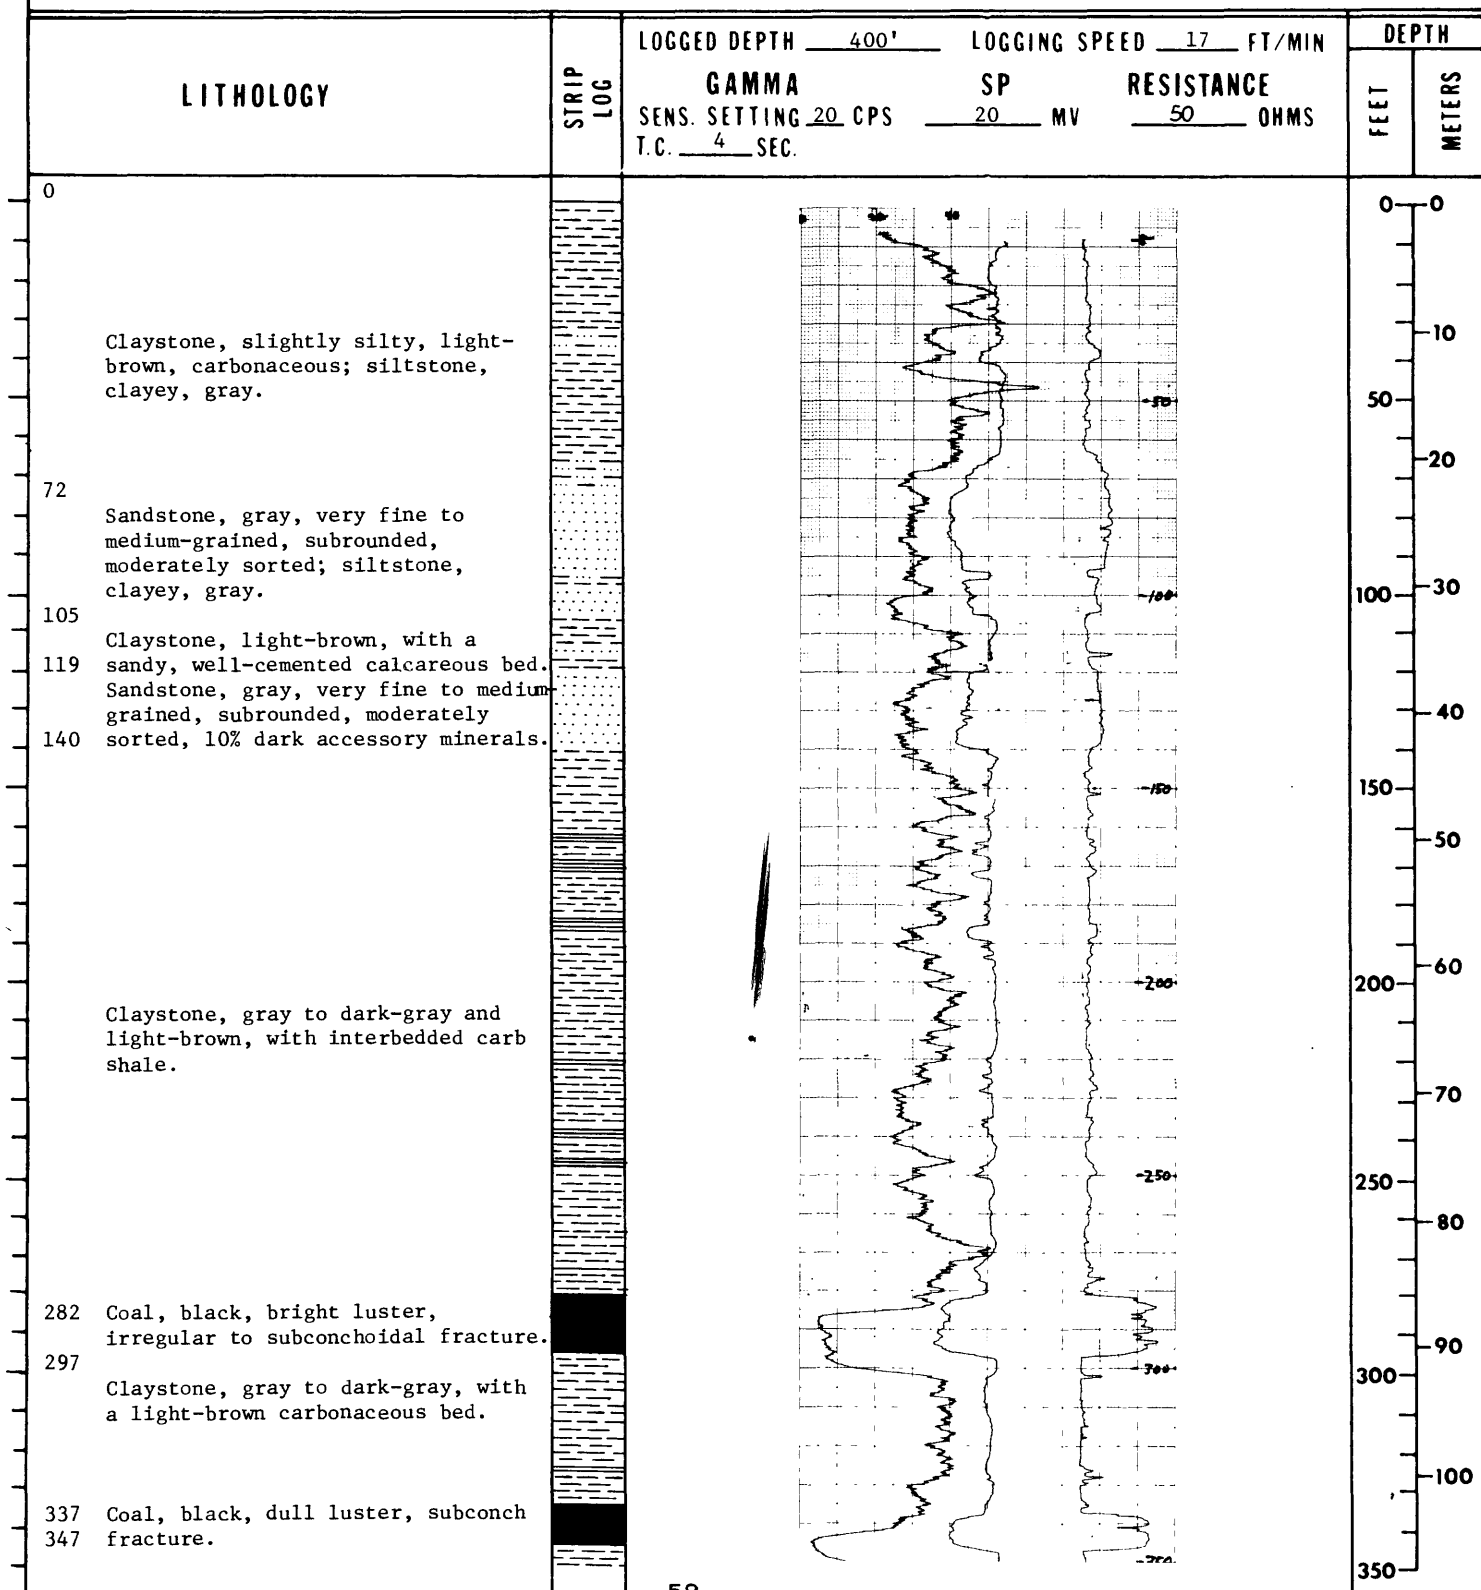 LITHOLOGY
STRIP LOG
LOGGED DEPTH 400' LOGGING SPEED 17 FT/MIN
GAMMA SP RESISTANCE
SENS. SETTING 20 CPS 20 MV 50 OHMS
T.C. 4 SEC.
DEPTH
FEET METERS
0
Claystone, slightly silty, light-
brown, carbonaceous; siltstone,
clayey, gray.
72
Sandstone, gray, very fine to
medium-grained, subrounded,
moderately sorted; siltstone,
clayey, gray.
105
Claystone, light-brown, with a
119 sandy, well-cemented calcareous bed.
Sandstone, gray, very fine to medium-
grained, subrounded, moderately
140 sorted, 10% dark accessory minerals.
Claystone, gray to dark-gray and
light-brown, with interbedded carb
shale.
282 Coal, black, bright luster,
irregular to subconchoidal fracture.
297
Claystone, gray to dark-gray, with
a light-brown carbonaceous bed.
337 Coal, black, dull luster, subconch
347 fracture.
-50
-100
-150
-200
-250
-300
-350
0 0
10
50
20
100 30
40
150
50
60
200
70
250
80
90
300
100
350
58